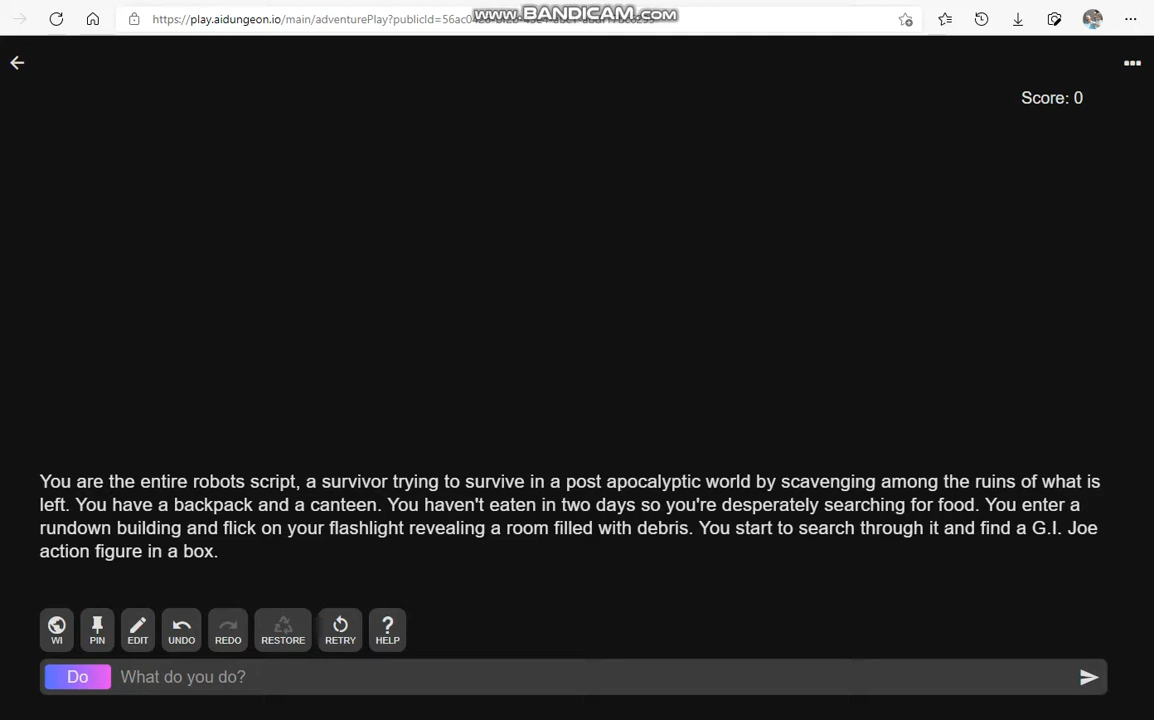 https://play.aidungeon.io/main/adventurePlay?publicId=
www.BANDICAM.com
Score: 0
You are the entire robots script, a survivor trying to survive in a post apocalyptic world by scavenging among the ruins of what is
left. You have a backpack and a canteen. You haven't eaten in two days so you're desperately searching for food. You enter a
rundown building and flick on your flashlight revealing a room filled with debris. You start to search through it and find a G.I. Joe
action figure in a box.
WI PIN EDIT UNDO REDO RESTORE RETRY HELP
Do What do you do?